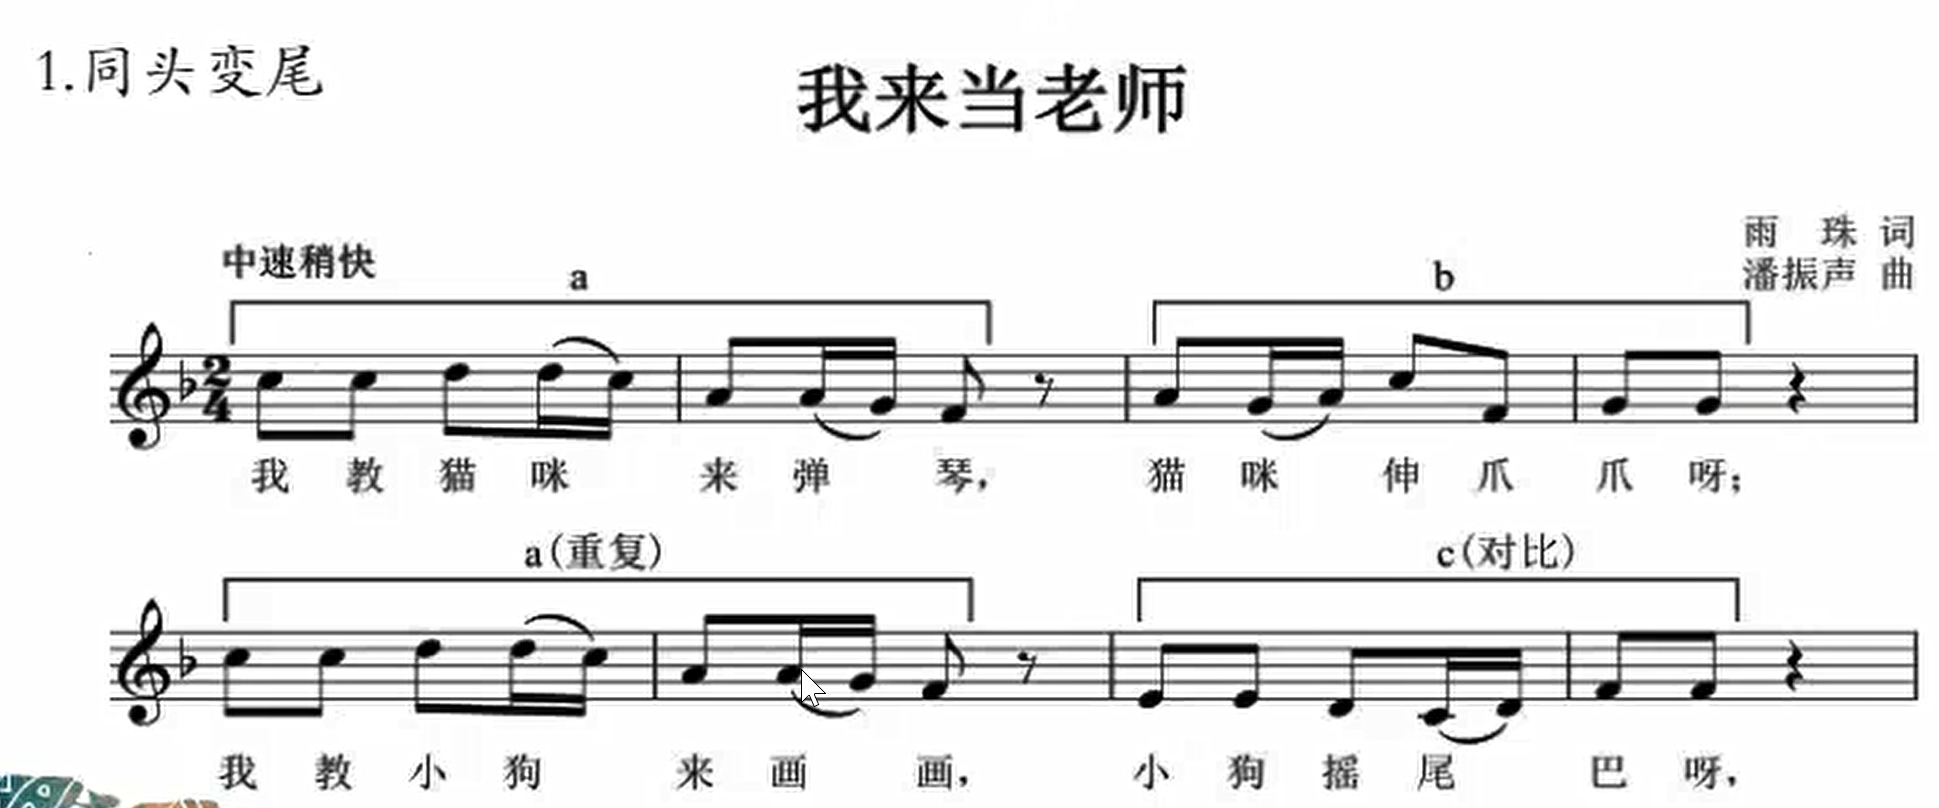 1.同头变尾
我来当老师
雨 珠 词
潘振声 曲
中速稍快
a
b
2
4
我 教 猫 咪 来 弹 琴， 猫 咪 伸 爪 爪 呀；
a(重复)
c(对比)
我 教 小 狗 来 画 画， 小 狗 摇 尾 巴 呀，